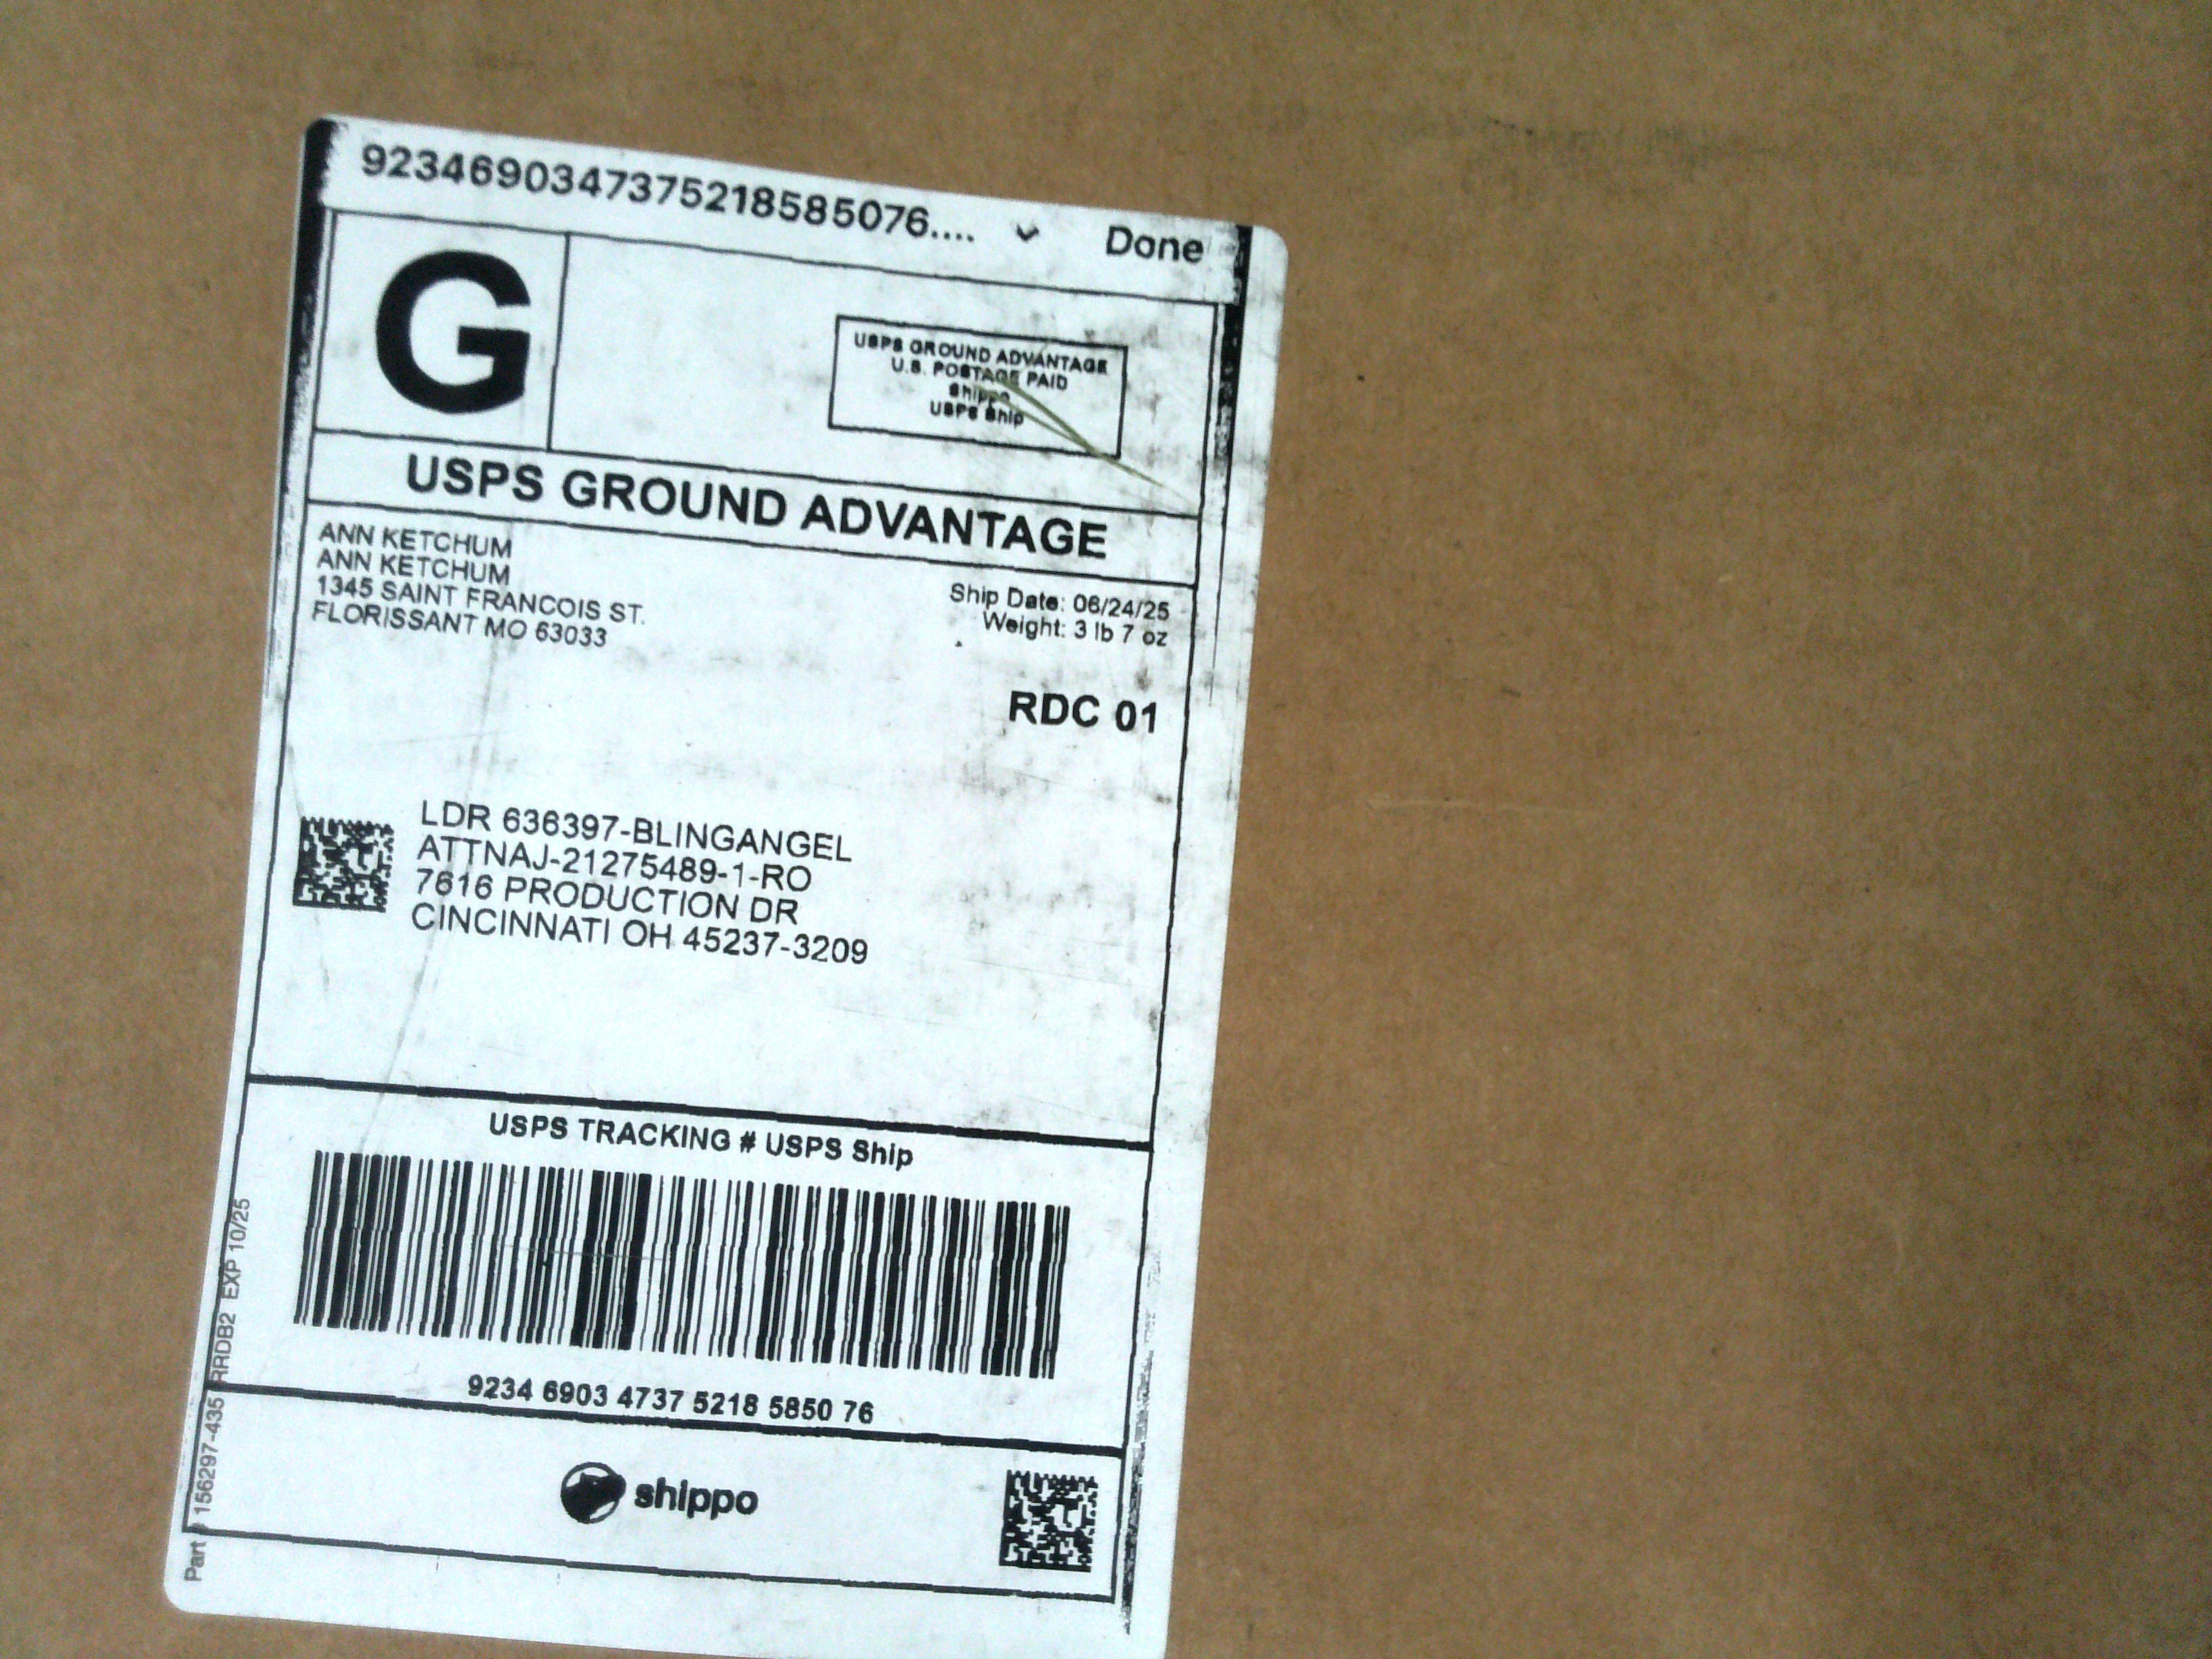 9234690347375218585076....
Done
G
USPS GROUND ADVANTAGE
U.S. POSTAGE PAID
Shippo
USPS Ship
USPS GROUND ADVANTAGE
ANN KETCHUM
ANN KETCHUM
1345 SAINT FRANCOIS ST.
FLORISSANT MO 63033
Ship Date: 06/24/25
Weight: 3 lb 7 oz
RDC 01
LDR 636397-BLINGANGEL
ATTNAJ-21275489-1-RO
7616 PRODUCTION DR
CINCINNATI OH 45237-3209
USPS TRACKING # USPS Ship
9234 6903 4737 5218 5850 76
shippo
Part 156297-435 RRDB2 EXP 10/25